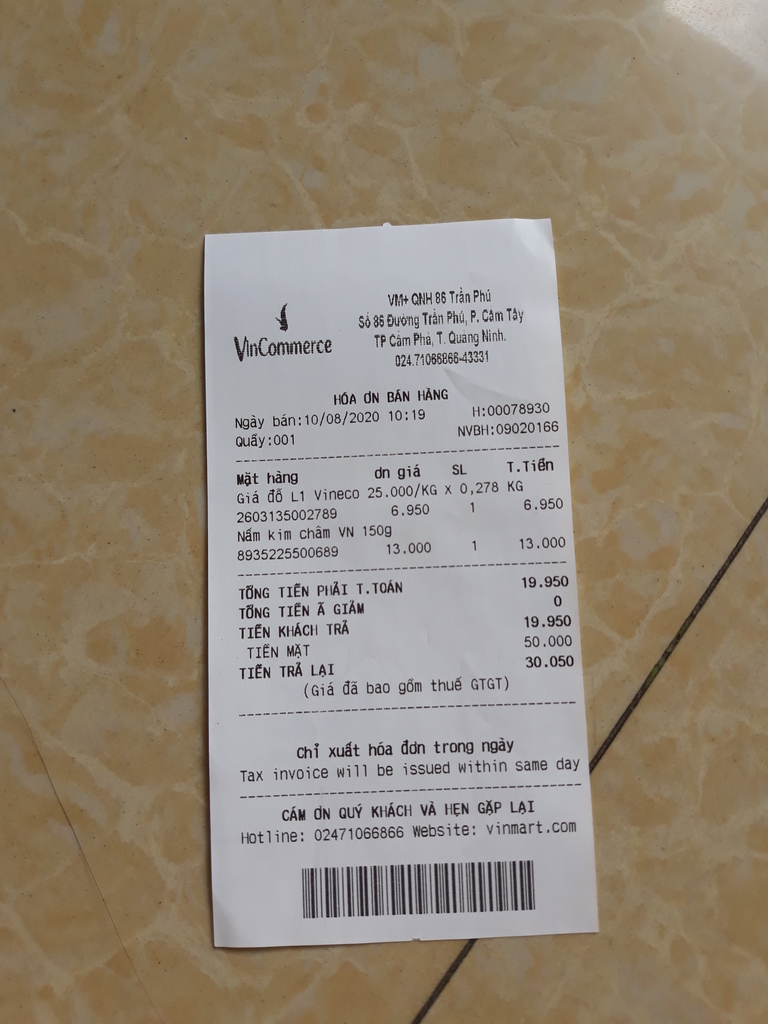 VinCommerce
VM+ QNH 86 Trần Phú
Số 86 Đường Trần Phú, P. Cẩm Tây
TP Cẩm Phả, T. Quảng Ninh.
024.71066866-43331
HÓA ƠN BÁN HÀNG
Ngày bán:10/08/2020 10:19 H:00078930
Quầy:001 NVBH:09020166
Mặt hàng ơn giá SL T.Tiền
Giá đỗ L1 Vineco 25.000/KG X 0,278 KG
2603135002789 6.950 1 6.950
Nấm kim châm VN 150g
8935225500689 13.000 1 13.000
TỔNG TIỀN PHẢI T.TOÁN 19.950
TỔNG TIỀN Ã GIẢM 0
TIỀN KHÁCH TRẢ 19.950
TIỀN MẶT 50.000
TIỀN TRẢ LẠI 30.050
(Giá đã bao gồm thuế GTGT)
Chỉ xuất hóa đơn trong ngày
Tax invoice will be issued within same day
CẢM ƠN QUÝ KHÁCH VÀ HẸN GẶP LẠI
Hotline: 02471066866 Website: vinmart.com